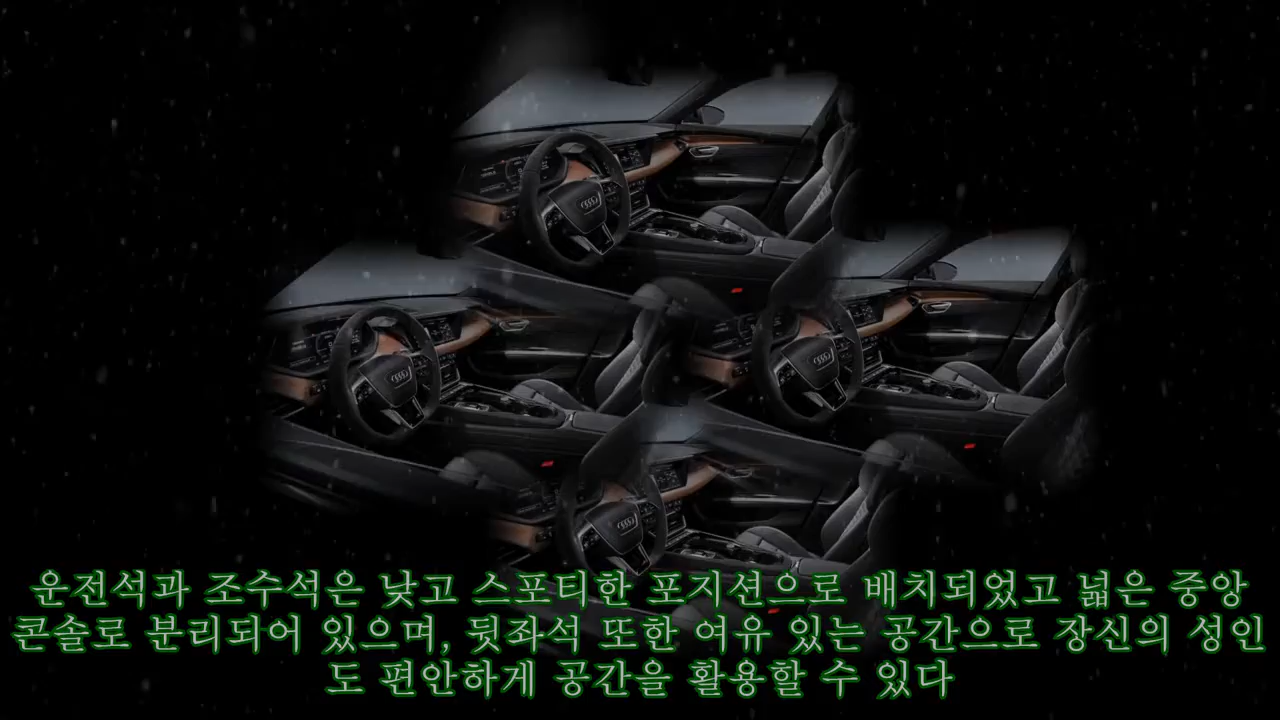 운전석과 조수석은 낮고 스포티한 포지션으로 배치되었고 넓은 중앙
콘솔로 분리되어 있으며, 뒷좌석 또한 여유 있는 공간으로 장신의 성인
도 편안하게 공간을 활용할 수 있다